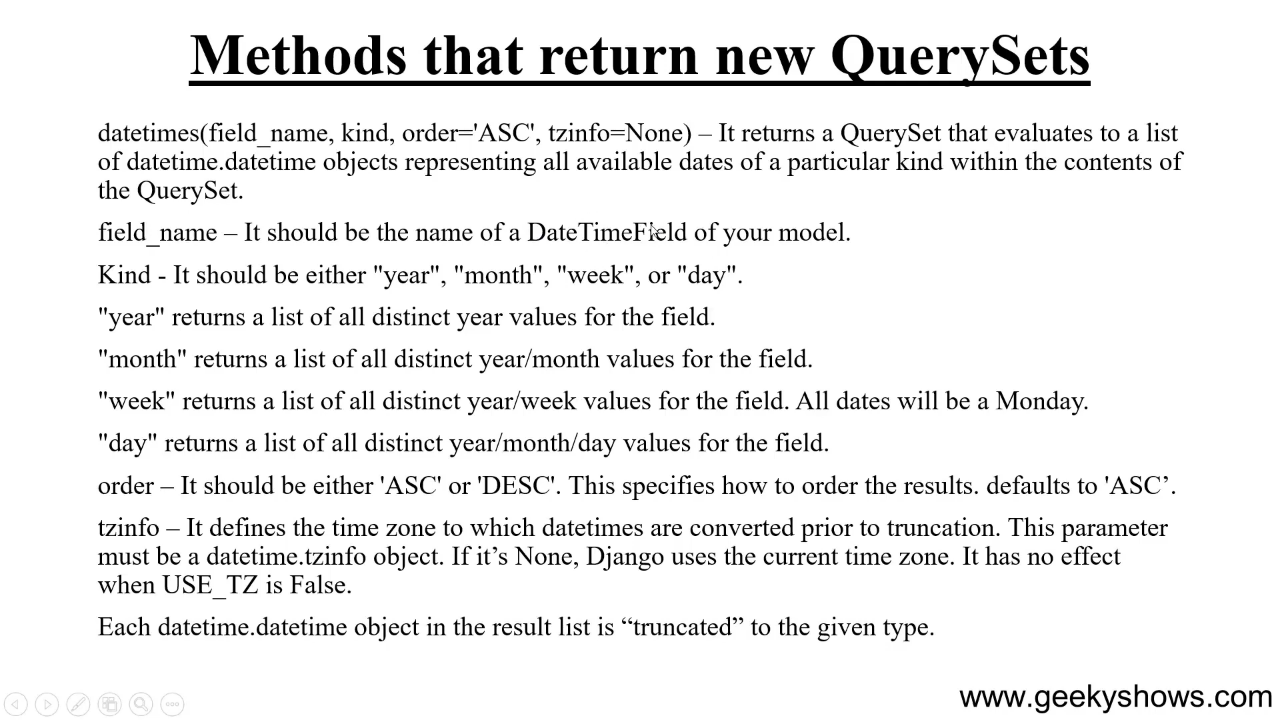 Methods that return new QuerySets
datetimes(field_name, kind, order='ASC', tzinfo=None) – It returns a QuerySet that evaluates to a list
of datetime.datetime objects representing all available dates of a particular kind within the contents of
the QuerySet.
field_name – It should be the name of a DateTimeField of your model.
Kind - It should be either "year", "month", "week", or "day".
"year" returns a list of all distinct year values for the field.
"month" returns a list of all distinct year/month values for the field.
"week" returns a list of all distinct year/week values for the field. All dates will be a Monday.
"day" returns a list of all distinct year/month/day values for the field.
order – It should be either 'ASC' or 'DESC'. This specifies how to order the results. defaults to 'ASC’.
tzinfo – It defines the time zone to which datetimes are converted prior to truncation. This parameter
must be a datetime.tzinfo object. If it’s None, Django uses the current time zone. It has no effect
when USE_TZ is False.
Each datetime.datetime object in the result list is “truncated” to the given type.
www.geekyshows.com